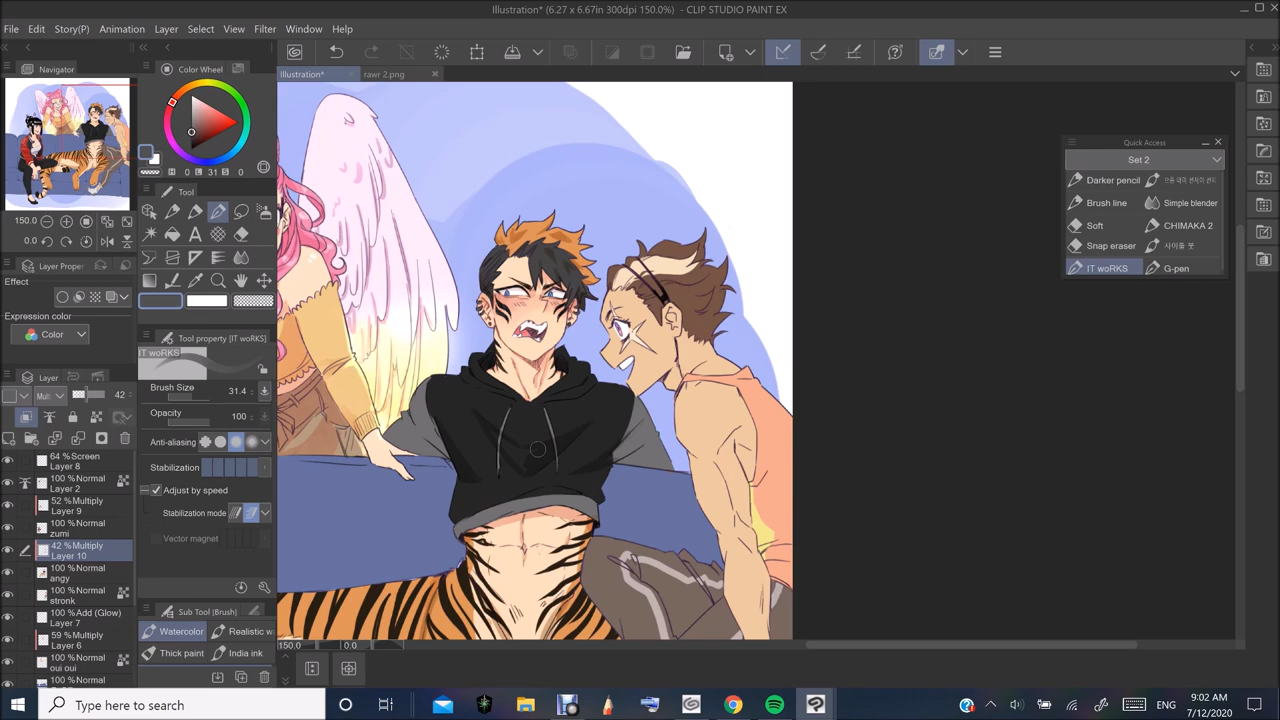 Illustration* (6.27 x 6.67in 300dpi 150.0%) - CLIP STUDIO PAINT EX
File Edit Story(P) Animation Layer Select View Filter Window Help
Navigator
Color Wheel
Illustration*
rawr 2.png
H 0 L 31 S 0
150.0
0.0
Tool
Layer Proper
Effect
Expression color
Color
Tool property [IT woRKS]
IT woRKS
Brush Size 31.4
Opacity 100
Anti-aliasing
Stabilization
Adjust by speed
Stabilization mode
Vector magnet
Layer
Mult 42
64 %Screen
Layer 8
100 %Normal
Layer 2
52 %Multiply
Layer 9
100 %Normal
zumi
42 %Multiply
Layer 10
100 %Normal
angy
100 %Normal
stronk
100 %Add (Glow)
Layer 7
59 %Multiply
Layer 6
100 %Normal
oui oui
100 %Normal
Sub Tool [Brush]
Watercolor
Realistic w
Thick paint
India ink
150.0
0.0
Quick Access
Set 2
Darker pencil
Brush line
Simple blender
Soft
CHIMAKA 2
Snap eraser
IT woRKS
G-pen
Type here to search
ENG
9:02 AM
7/12/2020